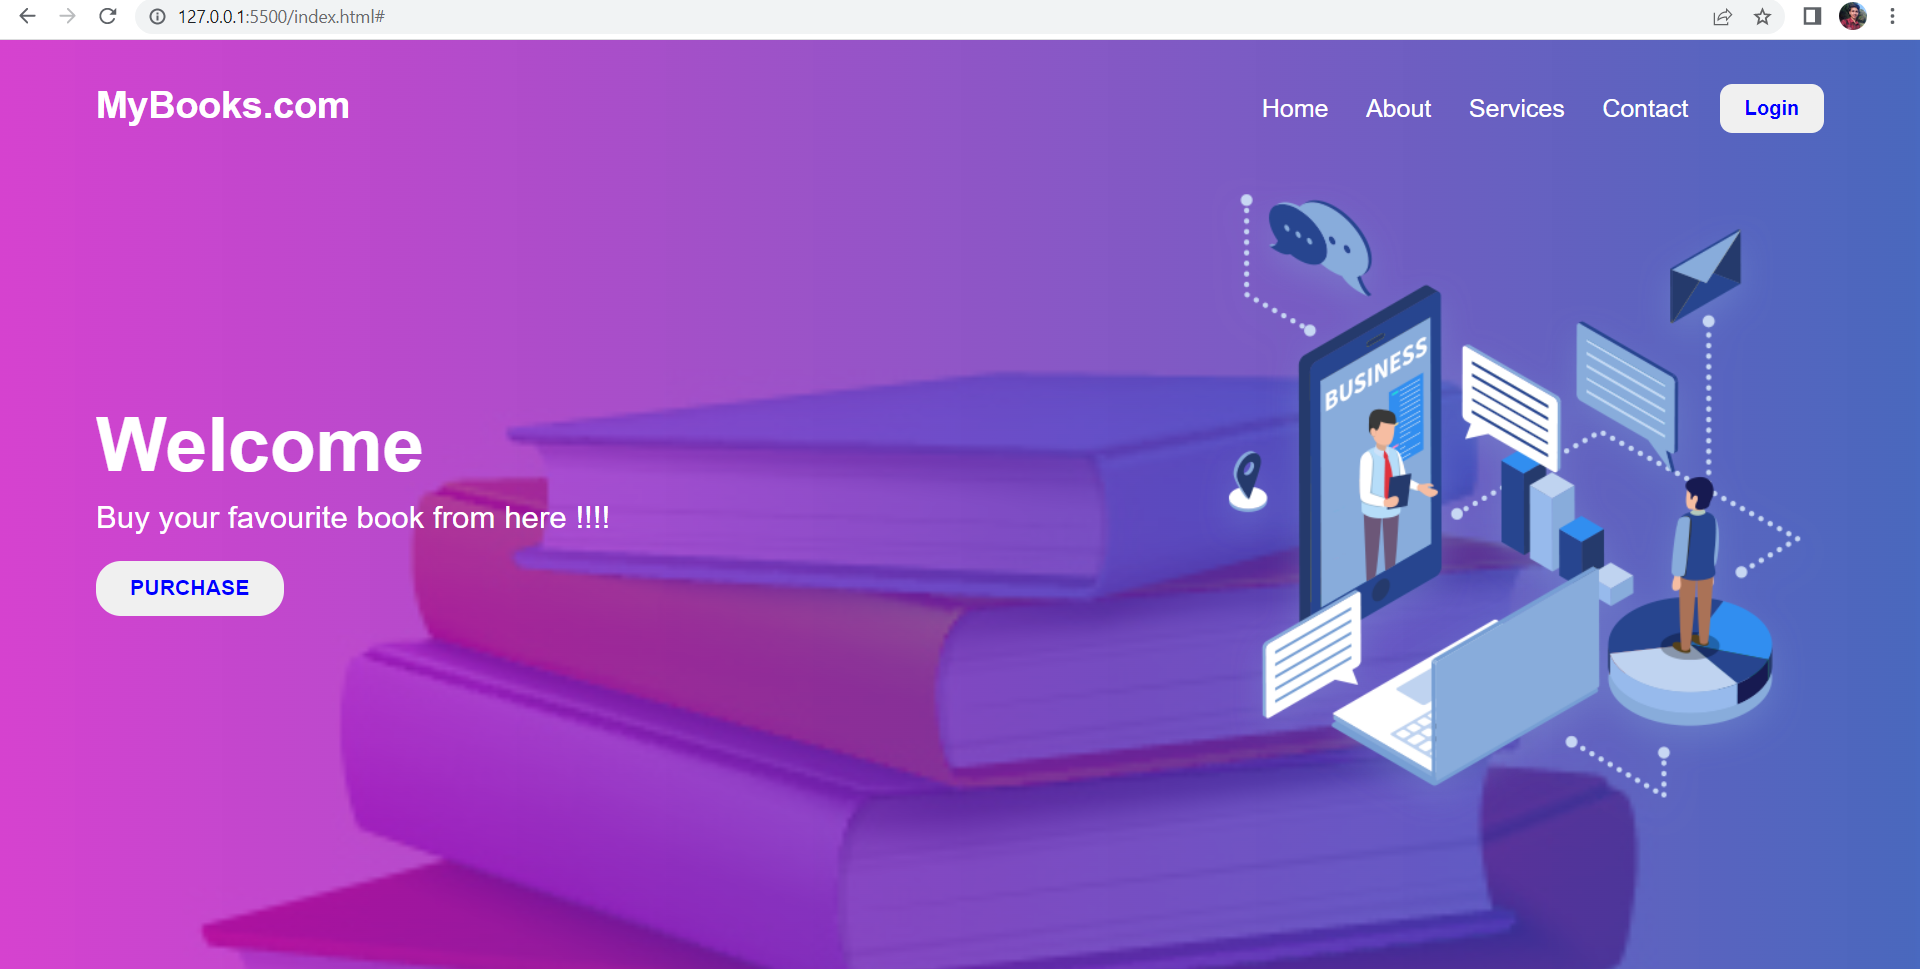 127.0.0.1:5500/index.html#
MyBooks.com
Home About Services Contact Login
BUSINESS
Welcome
Buy your favourite book from here !!!!
PURCHASE